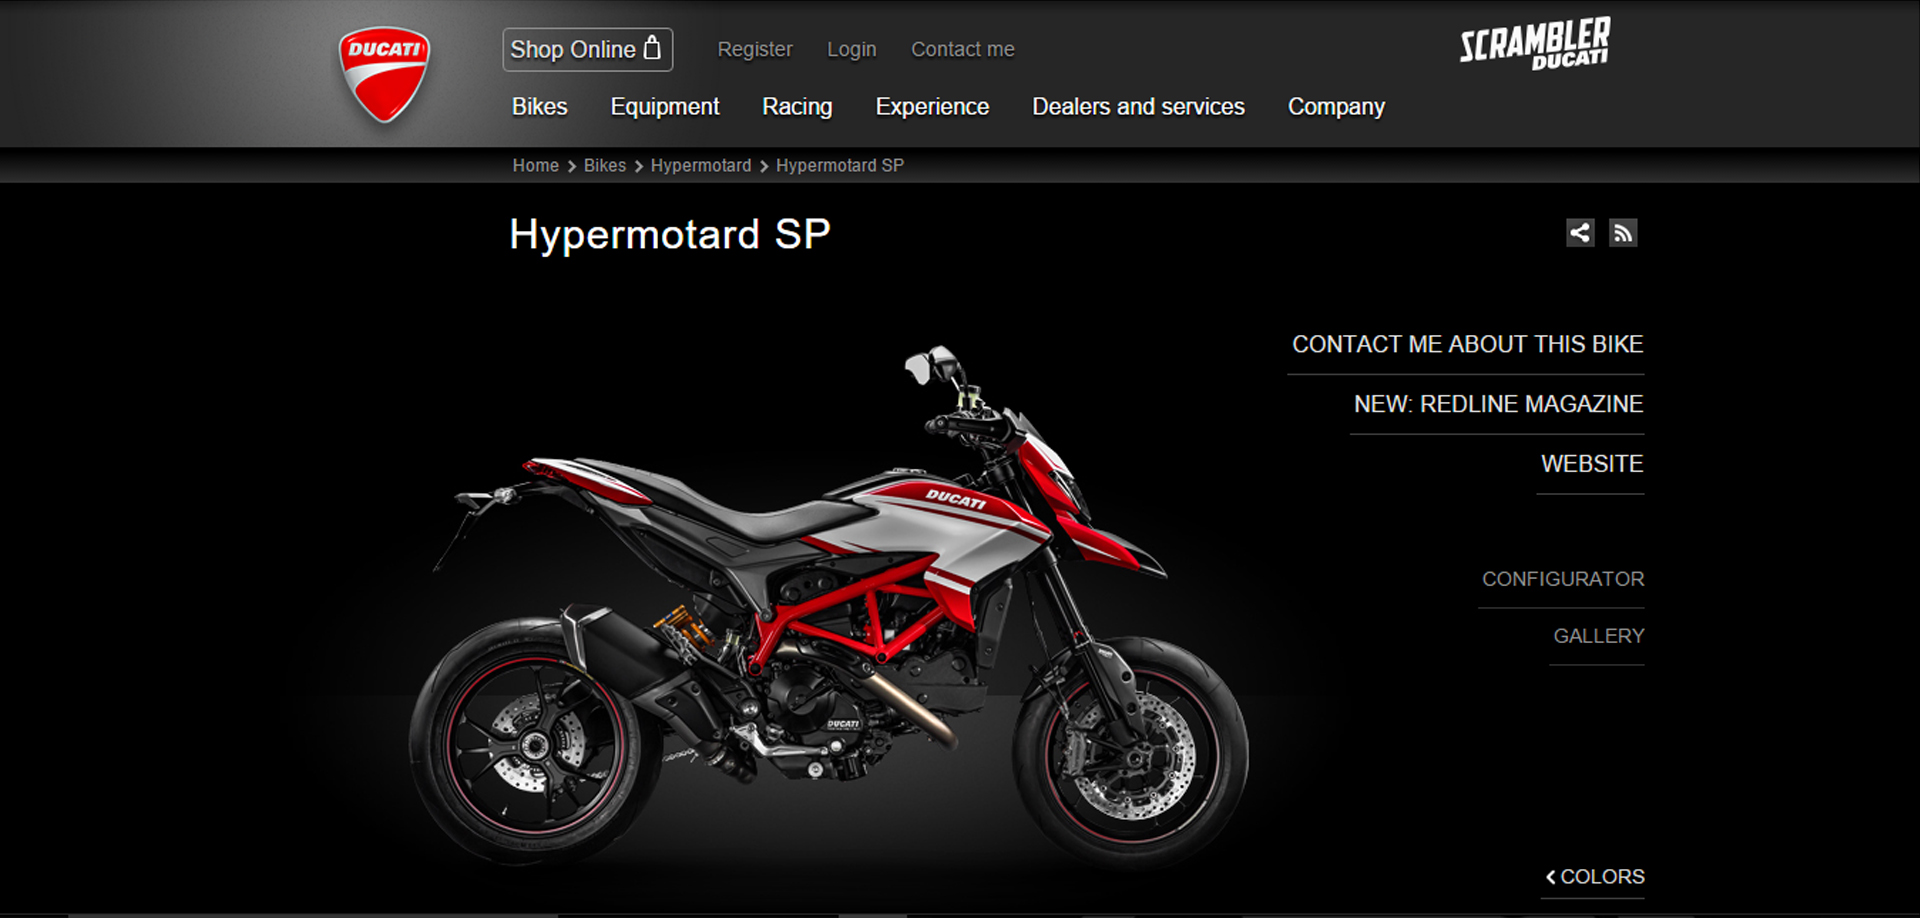 DUCATI
Shop Online
Register
Login
Contact me
SCRAMBLER
DUCATI
Bikes
Equipment
Racing
Experience
Dealers and services
Company
Home
Bikes
Hypermotard
Hypermotard SP
Hypermotard SP
CONTACT ME ABOUT THIS BIKE
NEW: REDLINE MAGAZINE
WEBSITE
DUCATI
CONFIGURATOR
GALLERY
DUCATI
COLORS